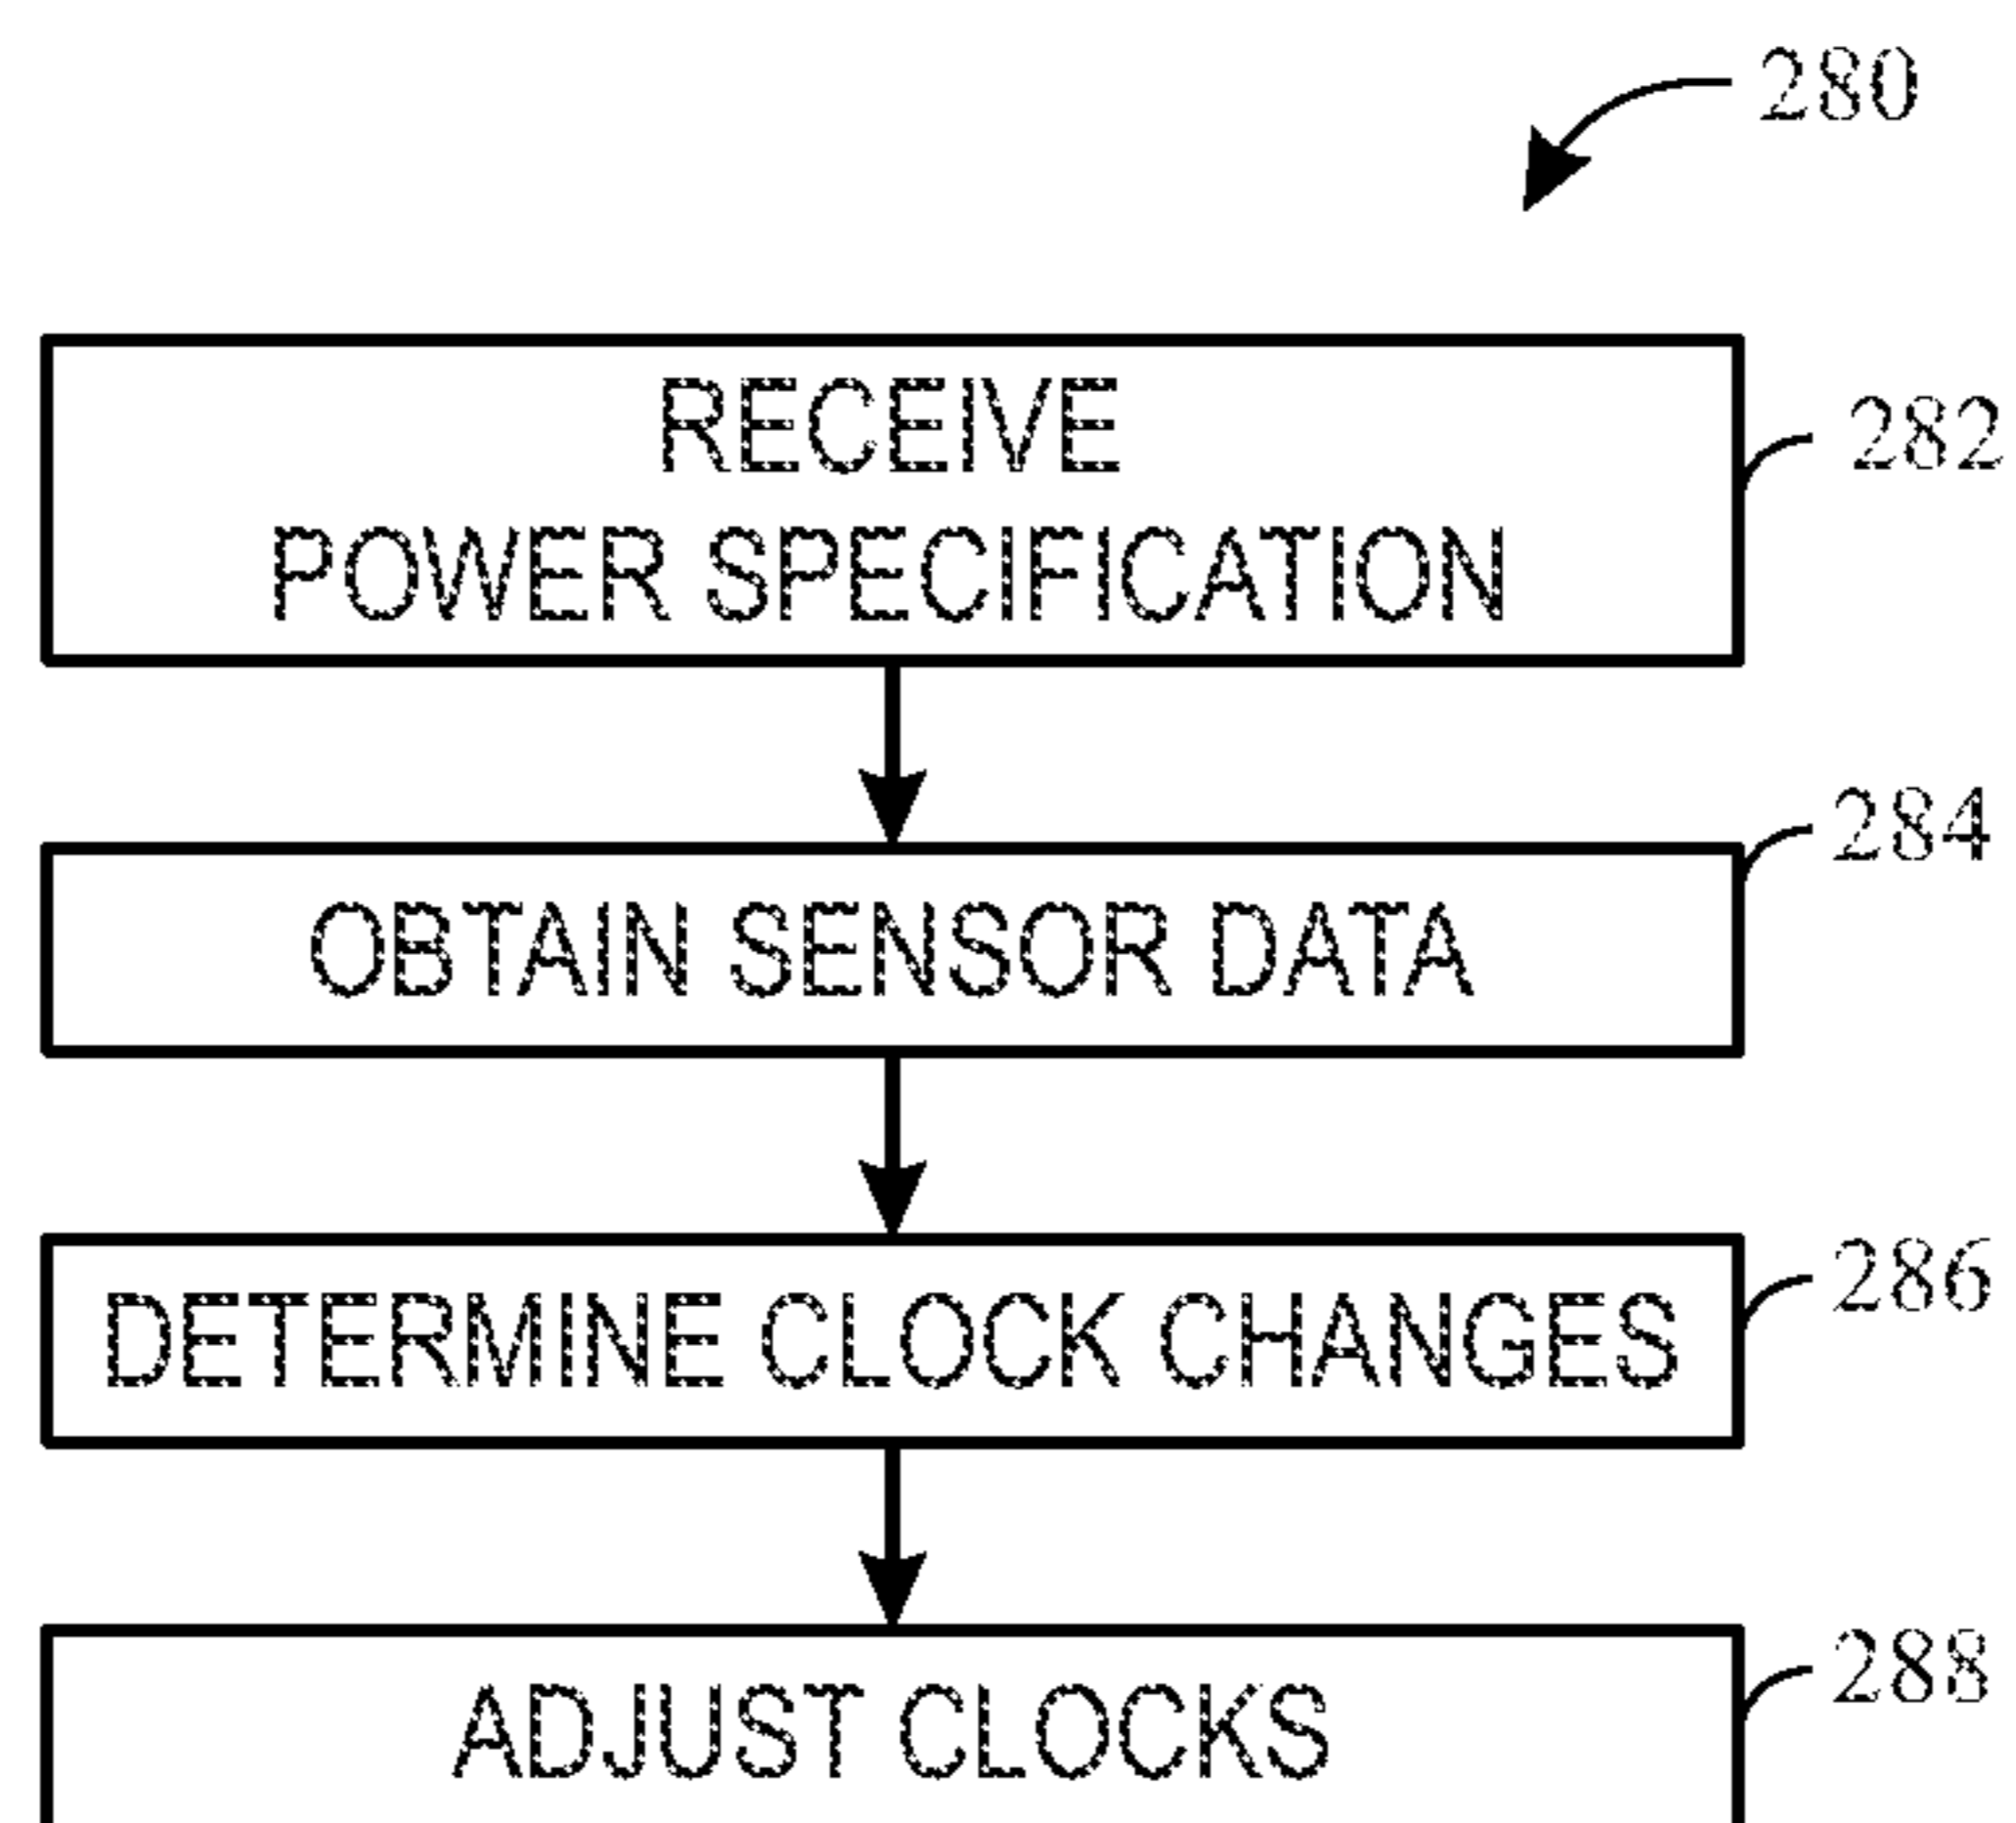 280
RECEIVE
POWER SPECIFICATION
282
OBTAIN SENSOR DATA
284
DETERMINE CLOCK CHANGES
286
ADJUST CLOCKS
288